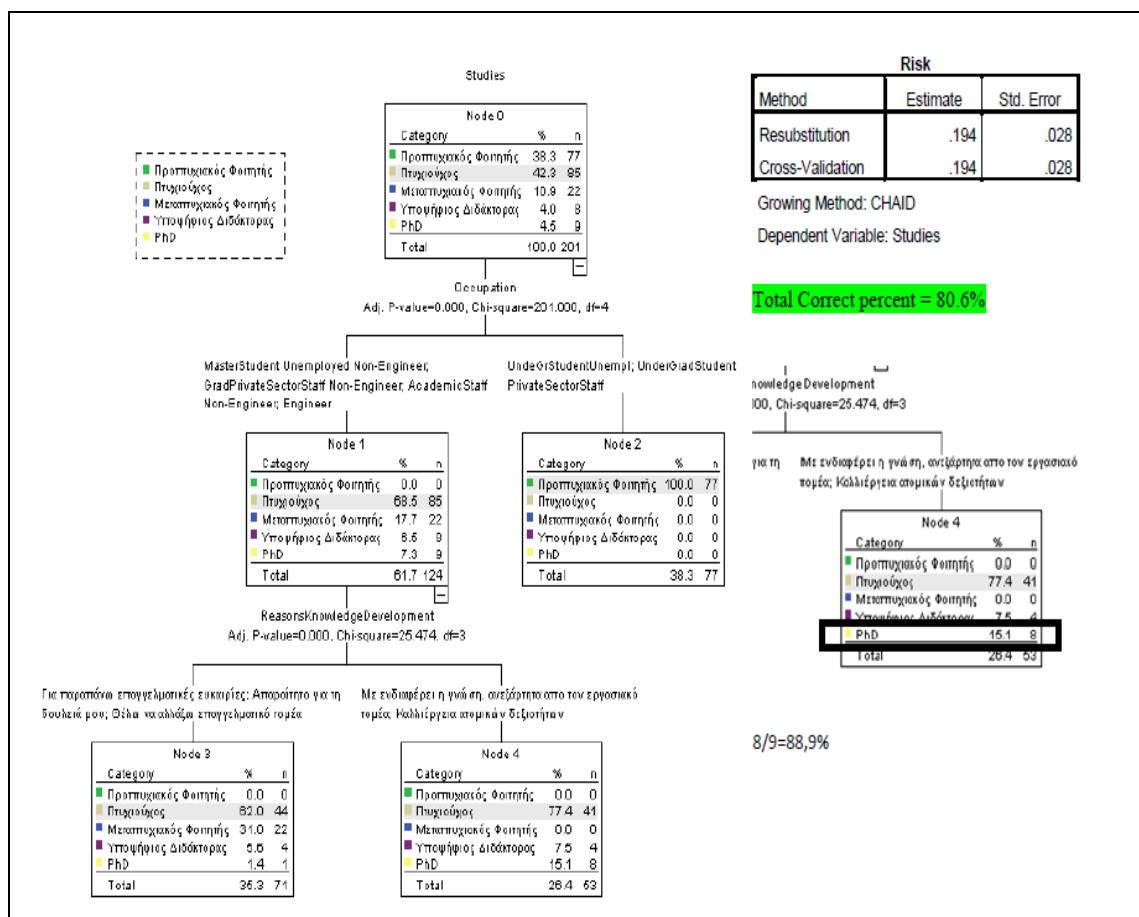 Studies
Node 0
Category % n
Προπτυχιακός Φοιτητής 38.3 77
Πτυχιούχος 42.3 85
Μεταπτυχιακός Φοιτητής 10.9 22
Υποψήφιος Διδάκτορας 4.0 8
PhD 4.5 9
Total 100.0 201
Προπτυχιακός Φοιτητής
Πτυχιούχος
Μεταπτυχιακός Φοιτητής
Υποψήφιος Διδάκτορας
PhD
Occupation
Adj. P-value=0.000, Chi-square=201.000, df=4
MasterStudent Unemployed Non-Engineer;
GradPrivateSectorStaff Non-Engineer; AcademicStaff
Non-Engineer; Engineer
UndeGrStudentUnempl; UnderGradStudent
PrivateSectorStaff
Node 1
Category % n
Προπτυχιακός Φοιτητής 0.0 0
Πτυχιούχος 68.5 85
Μεταπτυχιακός Φοιτητής 17.7 22
Υποψήφιος Διδάκτορας 6.5 8
PhD 7.3 9
Total 61.7 124
Node 2
Category % n
Προπτυχιακός Φοιτητής 100.0 77
Πτυχιούχος 0.0 0
Μεταπτυχιακός Φοιτητής 0.0 0
Υποψήφιος Διδάκτορας 0.0 0
PhD 0.0 0
Total 38.3 77
ReasonsKnowledgeDevelopment
Adj. P-value=0.000, Chi-square=25.474, df=3
Για παραπάνω επαγγελματικές ευκαιρίες; Απαραίτητο για τη
δουλειά μου; Θέλω να αλλάξω επαγγελματικό τομέα
Με ενδιαφέρει η γνώση, ανεξάρτητα απο τον εργασιακό
τομέα; Καλλιέργεια ατομικών δεξιοτήτων
Node 3
Category % n
Προπτυχιακός Φοιτητής 0.0 0
Πτυχιούχος 62.0 44
Μεταπτυχιακός Φοιτητής 31.0 22
Υποψήφιος Διδάκτορας 5.6 4
PhD 1.4 1
Total 35.3 71
Node 4
Category % n
Προπτυχιακός Φοιτητής 0.0 0
Πτυχιούχος 77.4 41
Μεταπτυχιακός Φοιτητής 0.0 0
Υποψήφιος Διδάκτορας 7.5 4
PhD 15.1 8
Total 26.4 53
Risk
Method Estimate Std. Error
Resubstitution .194 .028
Cross-Validation .194 .028
Growing Method: CHAID
Dependent Variable: Studies
Total Correct percent = 80.6%
nowledgeDevelopment
00, Chi-square=25.474, df=3
για τη
Με ενδιαφέρει η γνώση, ανεξάρτητα απο τον εργασιακό
τομέα; Καλλιέργεια ατομικών δεξιοτήτων
Node 4
Category % n
Προπτυχιακός Φοιτητής 0.0 0
Πτυχιούχος 77.4 41
Μεταπτυχιακός Φοιτητής 0.0 0
Υποψήφιος Διδάκτορας 7.5 4
PhD 15.1 8
Total 26.4 53
8/9=88,9%